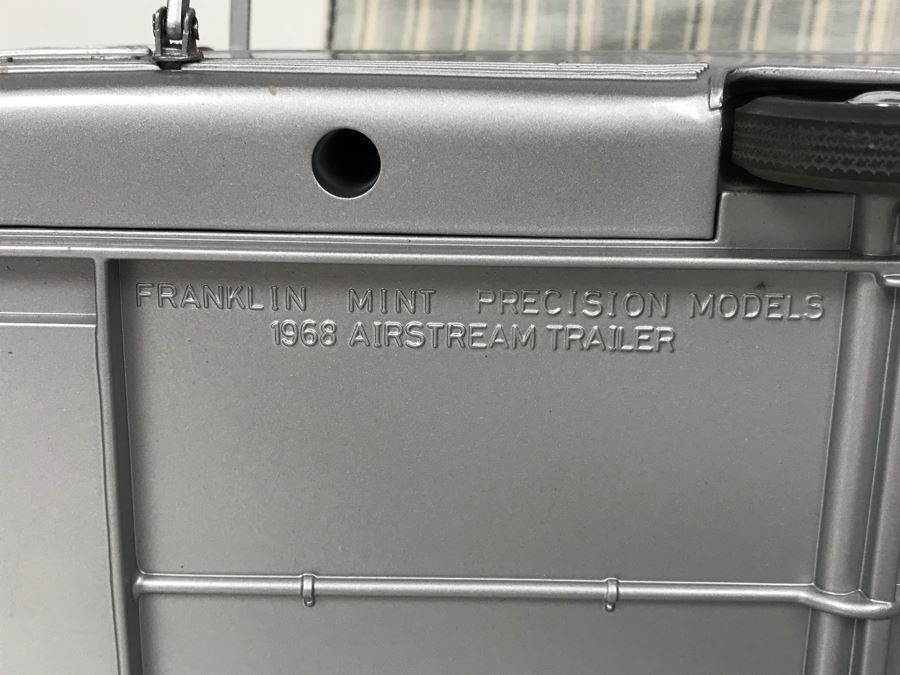 FRANKLIN MINT PRECISION MODELS
1968 AIRSTREAM TRAILER